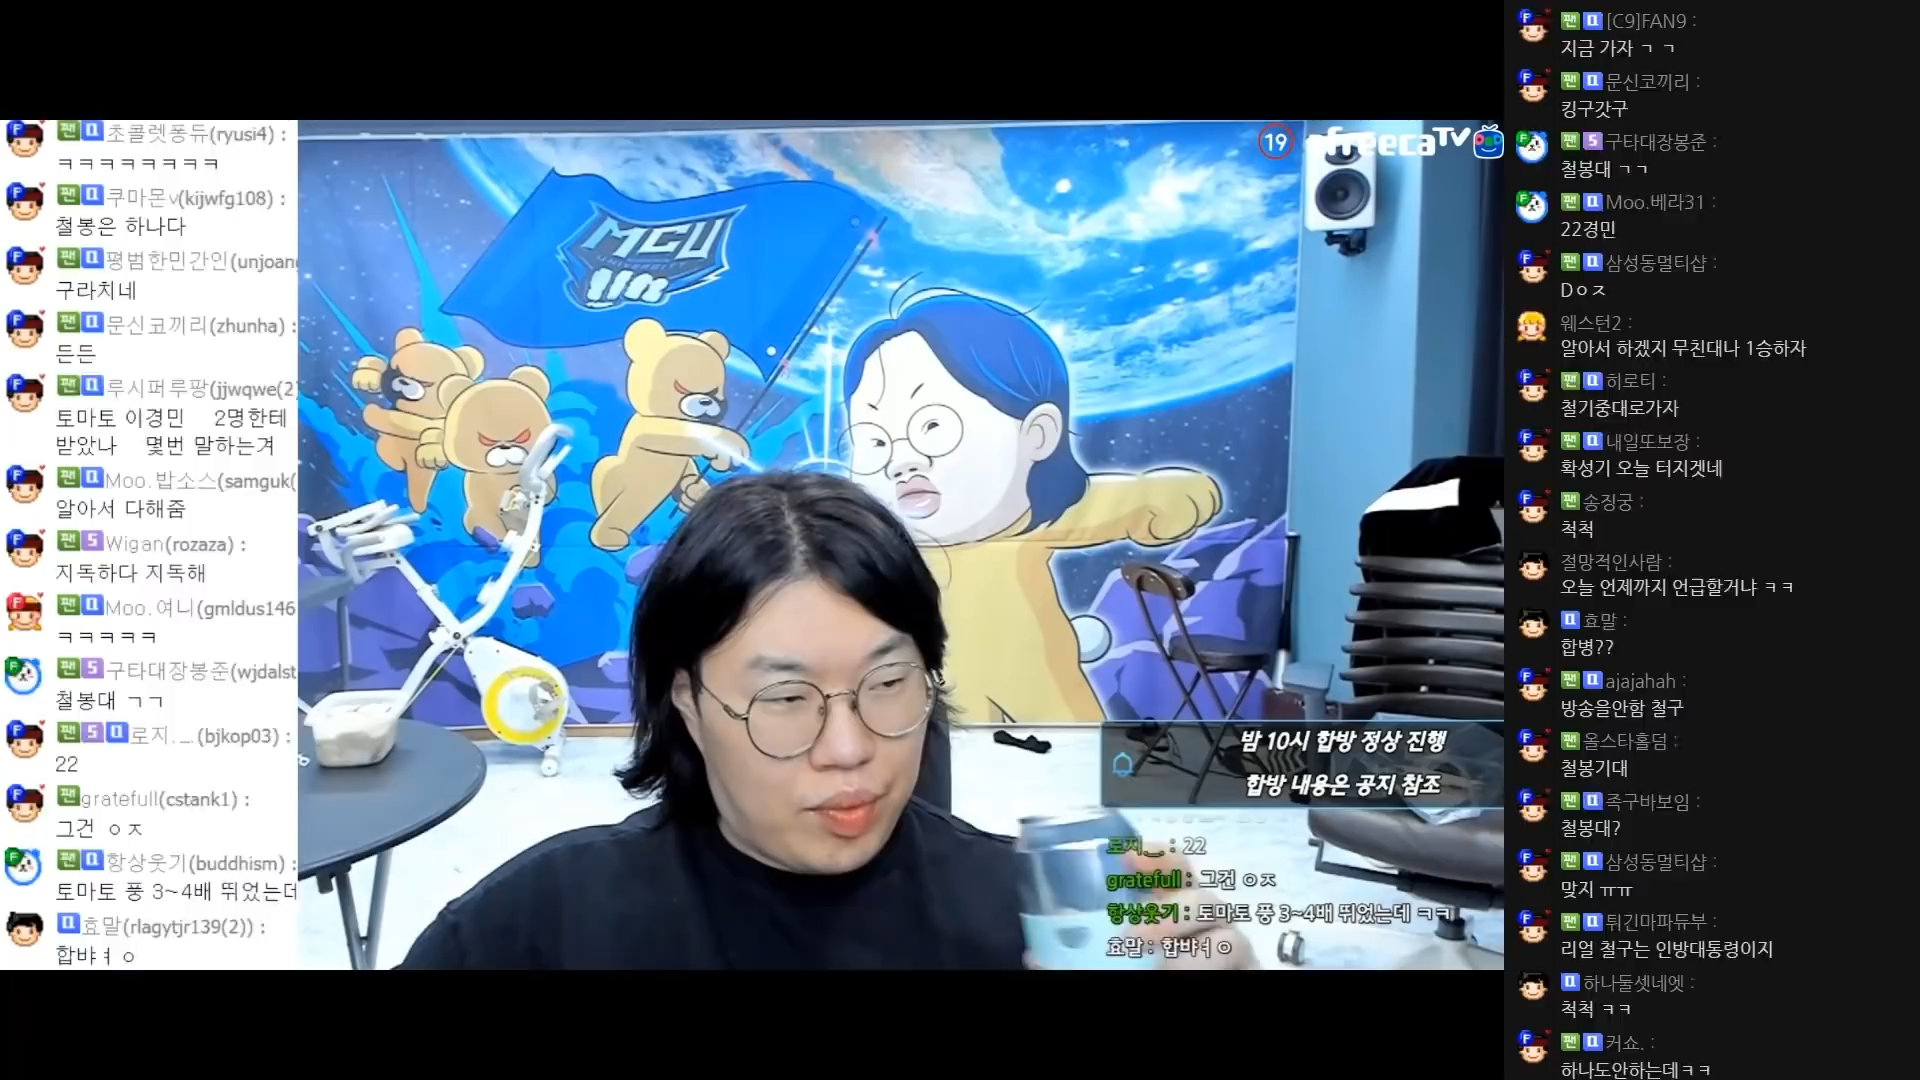 초콜렛퐁듀(ryusi4) :
ㅋㅋㅋㅋㅋㅋㅋㅋ
쿠마몬v(kijwfg108) :
철봉은 하나다
평범한민간인(unjoan
구라치네
문신코끼리(zhunha) :
든든
루시퍼루팡(jjwqwe(2)
토마토 이경민 2명한테
받았나 몇번 말하는겨
Moo.밥소스(samguk(
알아서 다해줌
Wigan(rozaza) :
지독하다 지독해
Moo.여니(gmldus146
ㅋㅋㅋㅋㅋ
구타대장봉준(wjdalst
철봉대 ㄱㄱ
로지._.(bjkop03) :
22
gratefull(cstank1) :
그건 ㅇㅈ
항상웃기(buddhism) :
토마토 풍 3~4배 뛰었는데
효말(rlagytjr139(2)) :
합뱌ㅕㅇ
MCU
UNIVERSITY
19
afreecaTV
밤 10시 합방 정상 진행
합방 내용은 공지 참조
로지._. : 22
gratefull : 그건 ㅇㅈ
항상웃기 : 토마토 풍 3~4배 뛰었는데 ㅋㅋ
효말 : 합뱌ㅕㅇ
[C9]FAN9 :
지금 가자 ㄱ ㄱ
문신코끼리 :
킹구갓구
구타대장봉준 :
철봉대 ㄱㄱ
Moo.베라31 :
22경민
삼성동멀티샵 :
Dㅇㅈ
웨스턴2 :
알아서 하겠지 무친대나 1승하자
히로티 :
철기중대로가자
내일또보장 :
확성기 오늘 터지겟네
송징궁 :
척척
절망적인사람 :
오늘 언제까지 언급할거냐 ㅋㅋ
효말 :
합병??
ajajahah :
방송을안함 철구
올스타홀덤 :
철봉기대
족구바보임 :
철봉대?
삼성동멀티샵 :
맞지 ㅠㅠ
튀긴마파듀부 :
리얼 철구는 인방대통령이지
하나둘셋네엣 :
척척 ㅋㅋ
커쇼. :
하나도안하는데ㅋㅋ